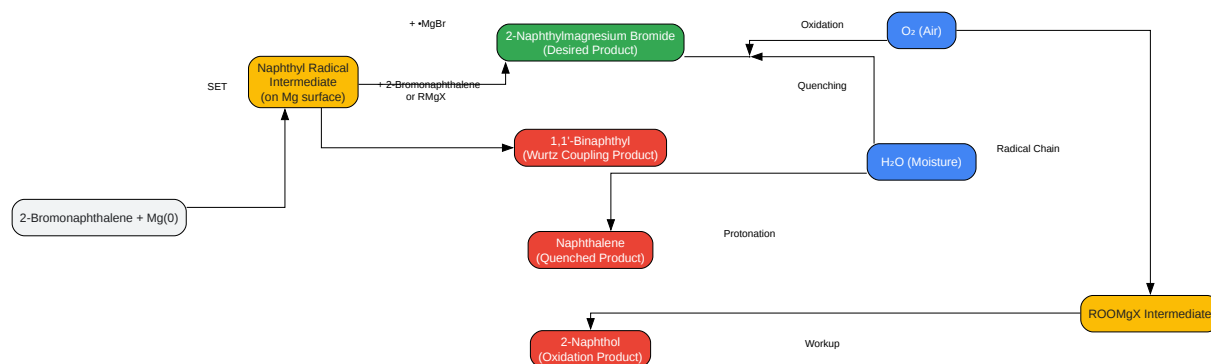 + •MgBr
2-Naphthylmagnesium Bromide
(Desired Product)
Oxidation
O₂ (Air)
SET
Naphthyl Radical
Intermediate
(on Mg surface)
+ 2-Bromonaphthalene
or RMgX
Quenching
1,1'-Binaphthyl
(Wurtz Coupling Product)
H₂O (Moisture)
Radical Chain
2-Bromonaphthalene + Mg(0)
Naphthalene
(Quenched Product)
Protonation
ROOMgX Intermediate
2-Naphthol
(Oxidation Product)
Workup